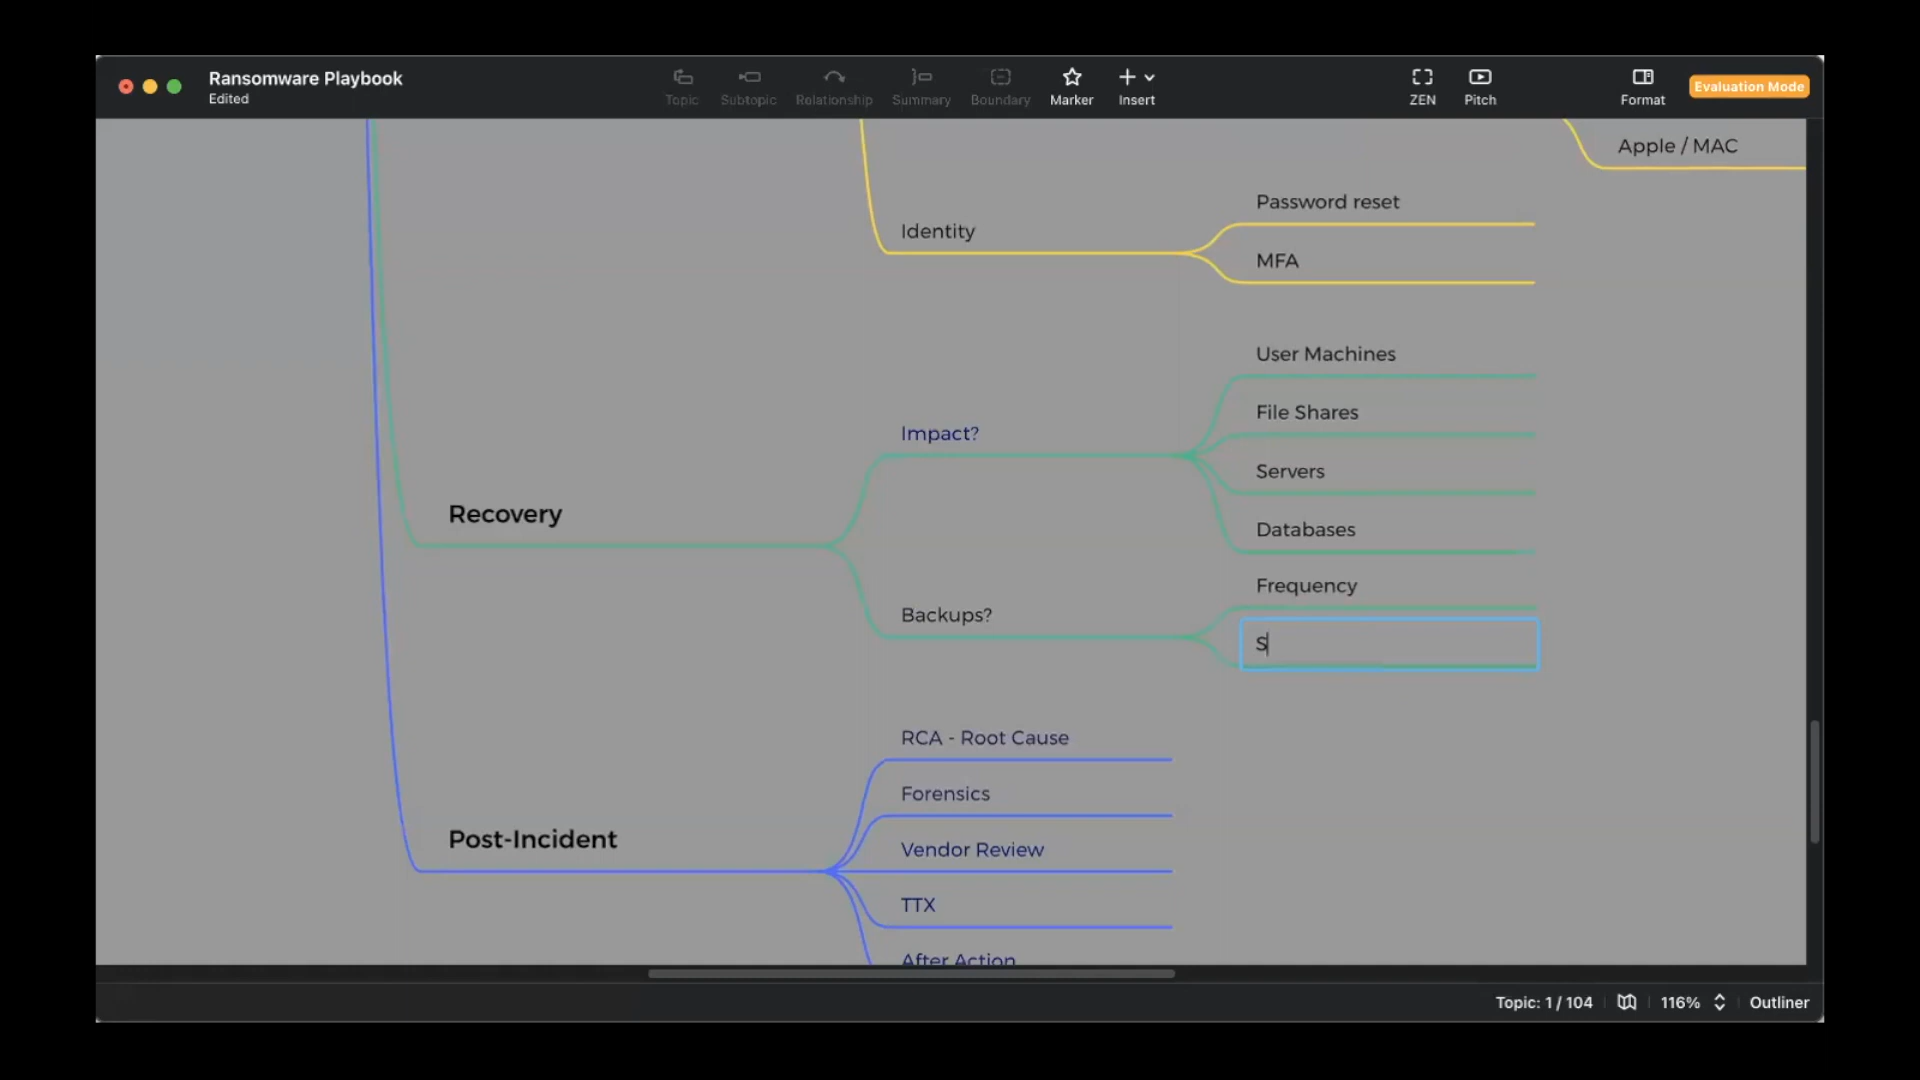 Ransomware Playbook
Edited
Topic
Subtopic
Relationship
Summary
Boundary
Marker
Insert
ZEN
Pitch
Format
Evaluation Mode
Apple / MAC
Identity
Password reset
MFA
Recovery
Impact?
User Machines
File Shares
Servers
Databases
Backups?
Frequency
S
Post-Incident
RCA - Root Cause
Forensics
Vendor Review
TTX
After Action
Topic: 1 / 104
116%
Outliner